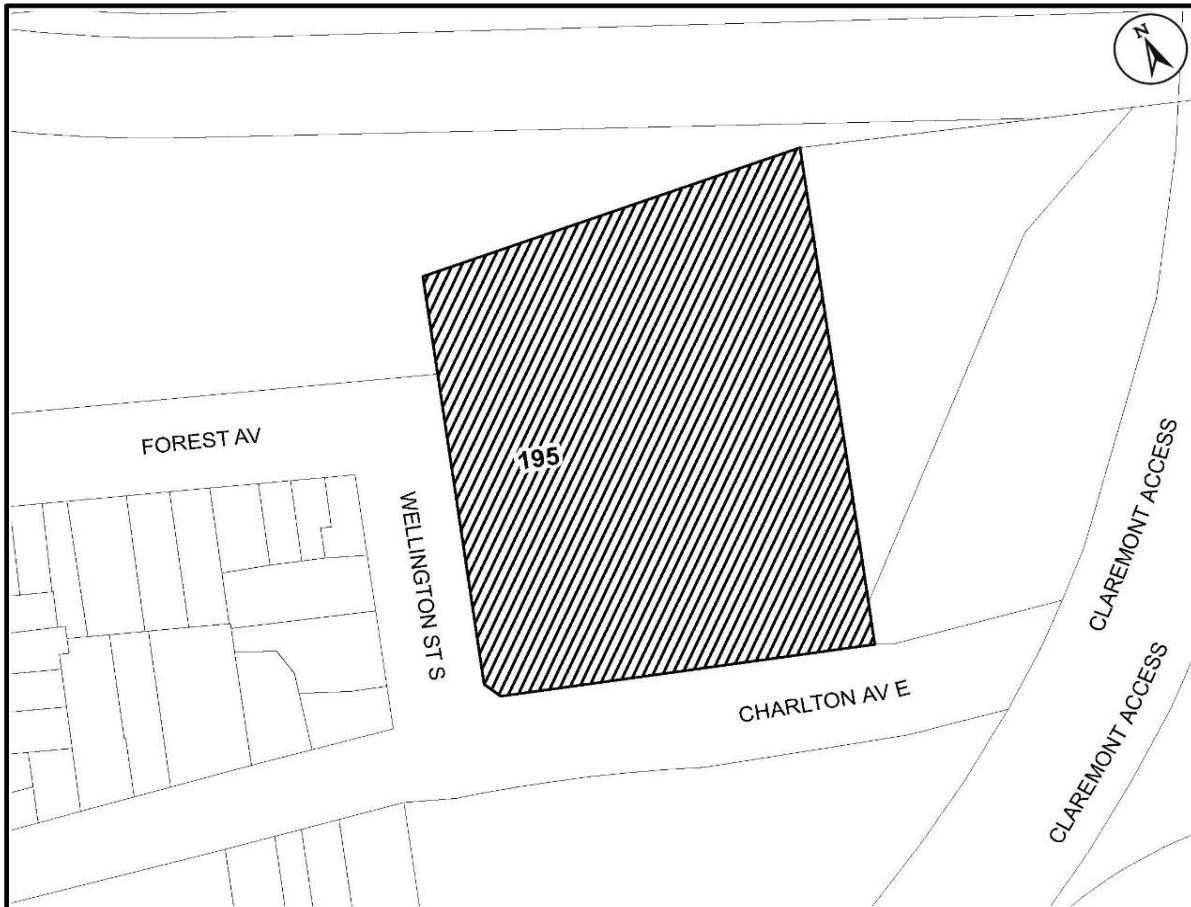 N
FOREST AV
195
WELLINGTON ST S
CLAREMONT ACCESS
CHARLTON AV E
CLAREMONT ACCESS